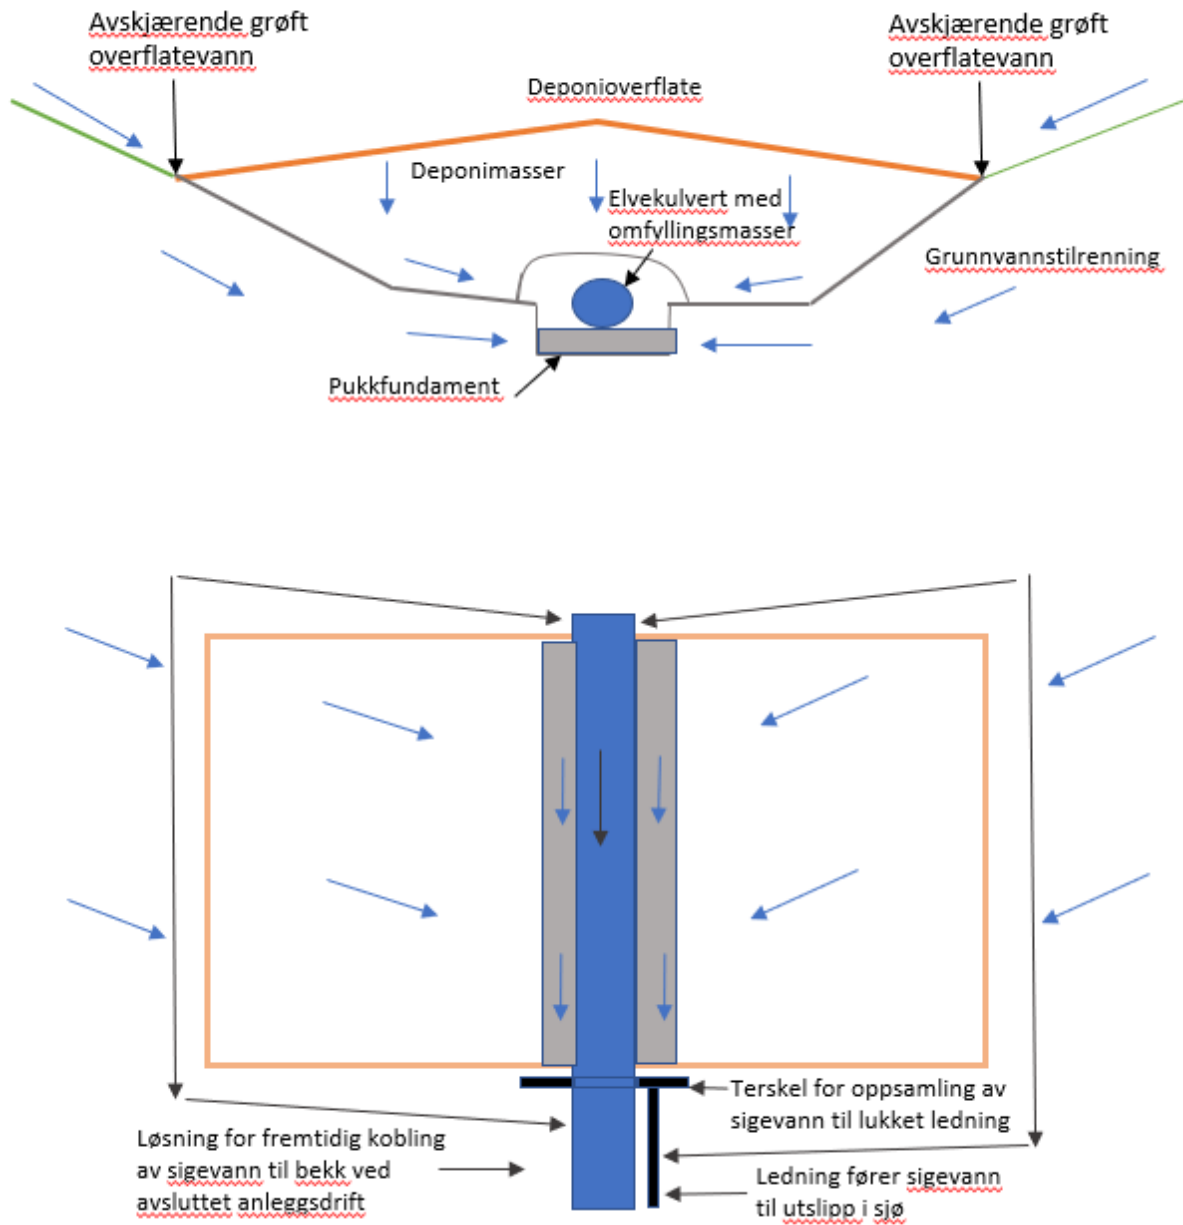 Avskjærende grøft
overflatevann
Avskjærende grøft
overflatevann
Deponioverflate
Deponimasser
Elvekulvert med
omfyllingsmasser
Grunnvannstilrenning
Pukkfundament
Terskel for oppsamling av
sigevann til lukket ledning
Løsning for fremtidig kobling
av sigevann til bekk ved
avsluttet anleggsdrift
Ledning fører sigevann
til utslipp i sjø